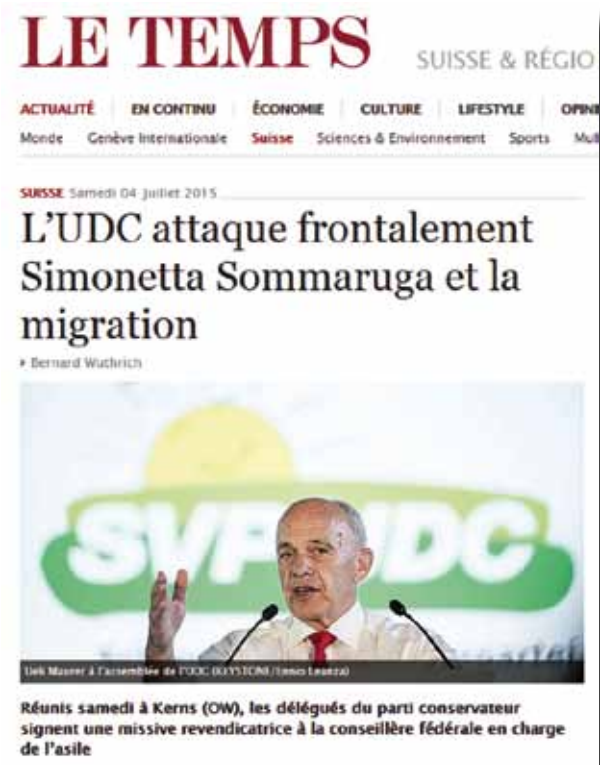 LE TEMPS
SUISSE & RÉGIO
ACTUALITÉ EN CONTINU ÉCONOMIE CULTURE LIFESTYLE OPINI
Monde Genève Internationale Suisse Sciences & Environnement Sports Mul
SUISSE Samedi 04 juillet 2015
L'UDC attaque frontalement
Simonetta Sommaruga et la
migration
Bernard Wuthrich
SVP UDC
Ueli Maurer à l'assemblée de l'UDC (KEYSTONE/Ennio Leanza)
Réunis samedi à Kerns (OW), les délégués du parti conservateur
signent une missive revendicatrice à la conseillère fédérale en charge
de l'asile